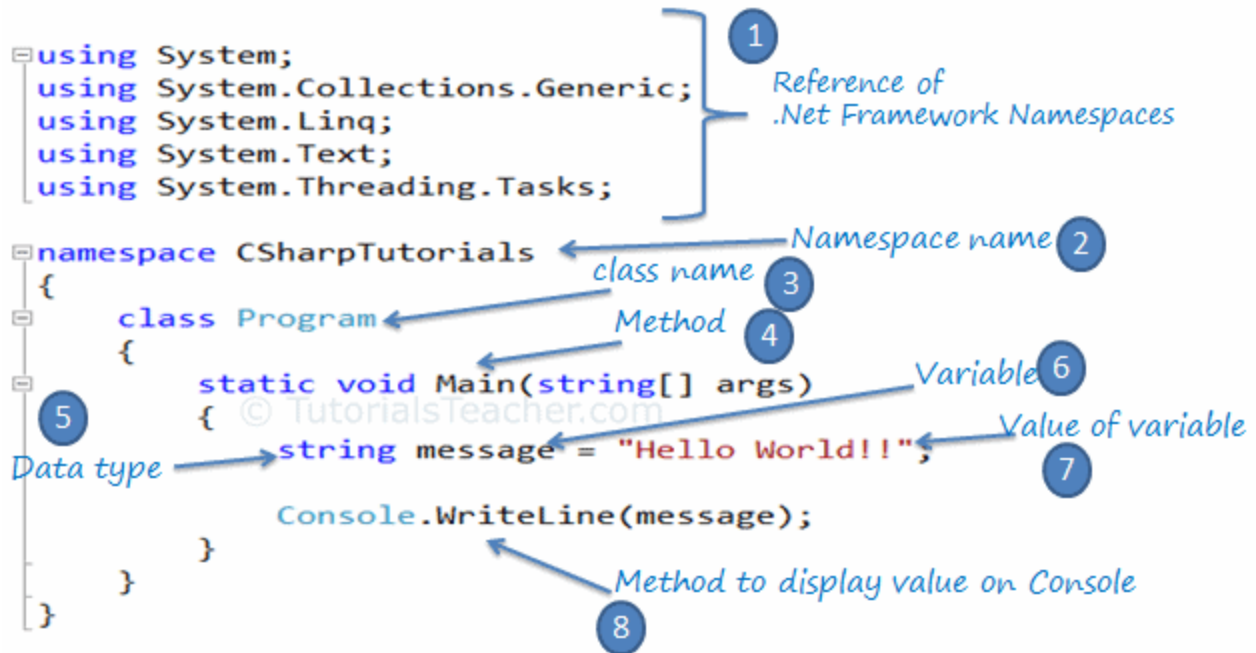 1
using System;
using System.Collections.Generic;
using System.Linq;
using System.Text;
using System.Threading.Tasks;
Reference of
.Net Framework Namespaces
namespace CSharpTutorials
Namespace name 2
{
class name 3
class Program
Method 4
{
static void Main(string[] args)
Variable 6
5
{
© TutorialsTeacher.com
Data type
string message = "Hello World!!";
Value of variable
7
Console.WriteLine(message);
}
}
Method to display value on Console
8
}